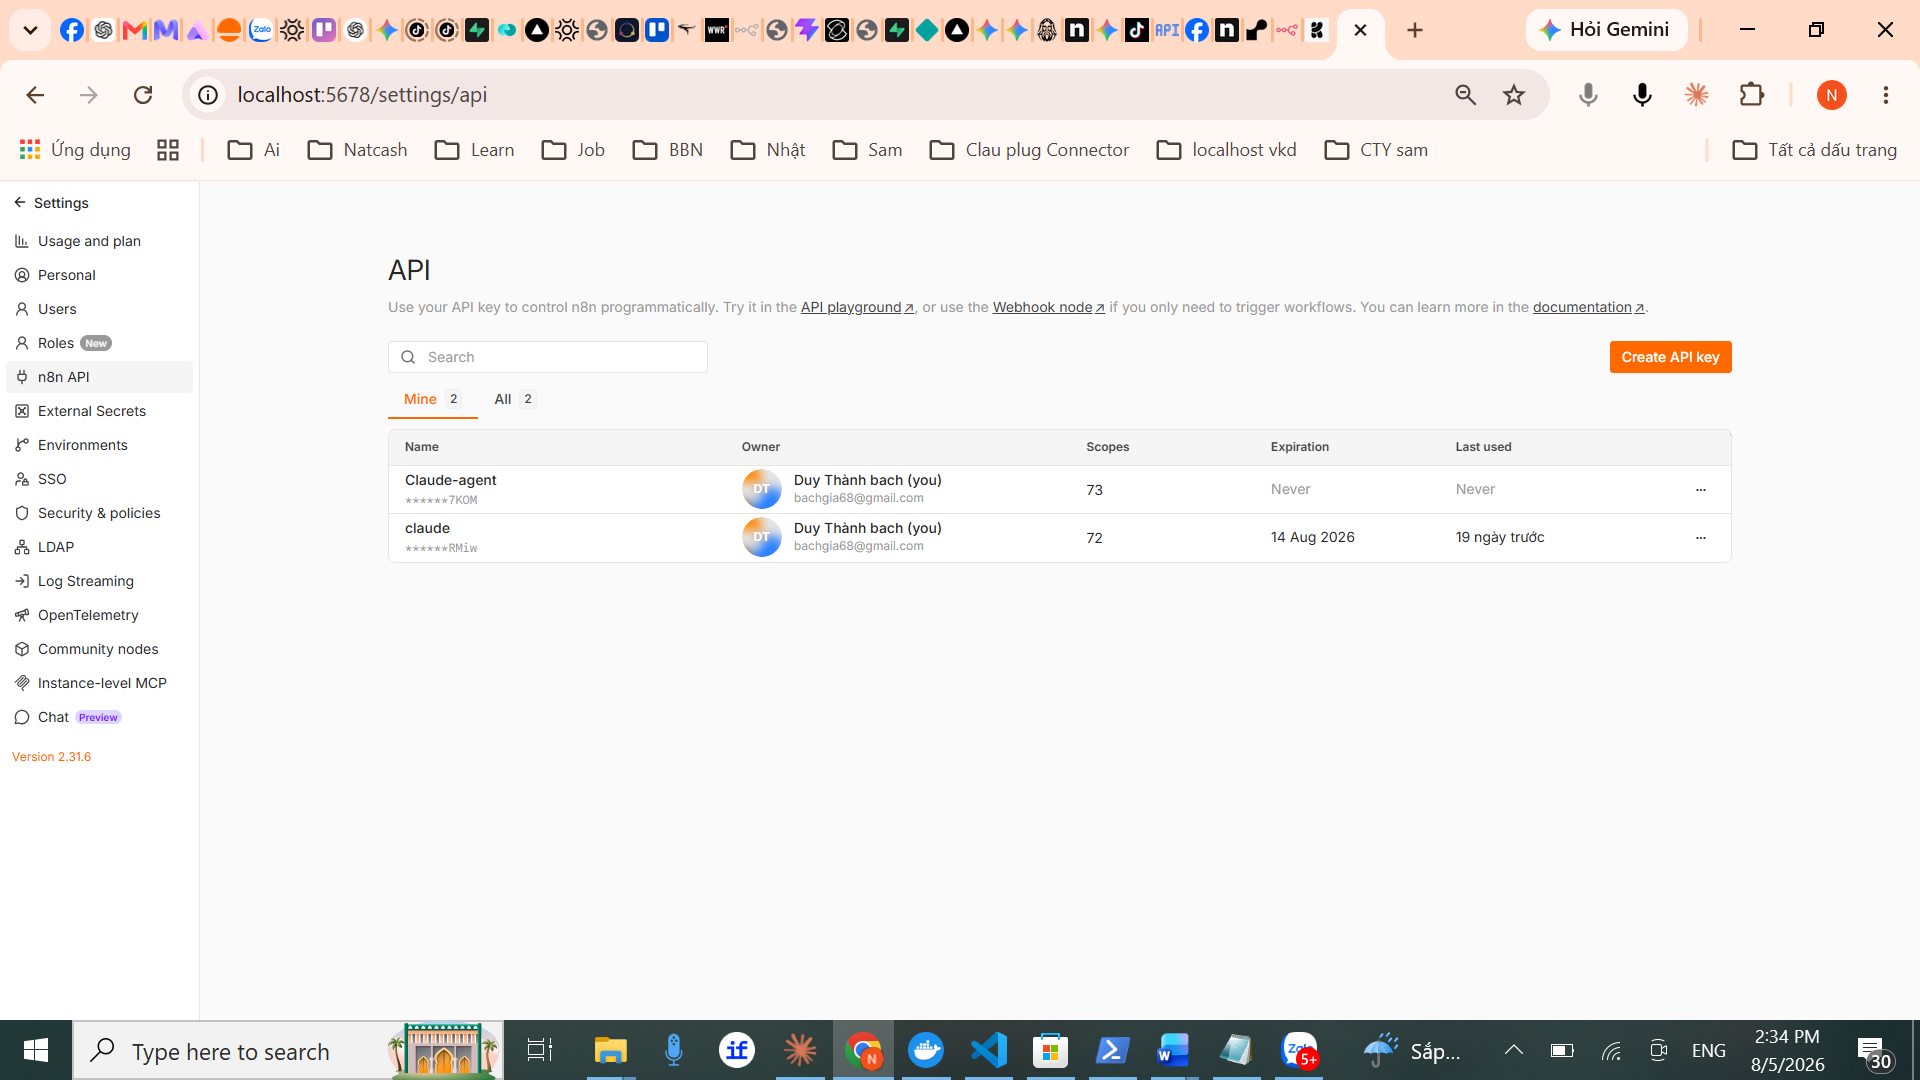 Hỏi Gemini
localhost:5678/settings/api
N
Ứng dụng
Ai
Natcash
Learn
Job
BBN
Nhật
Sam
Clau plug Connector
localhost vkd
CTY sam
Tất cả dấu trang
Settings
Usage and plan
Personal
Users
Roles New
n8n API
External Secrets
Environments
SSO
Security & policies
LDAP
Log Streaming
OpenTelemetry
Community nodes
Instance-level MCP
Chat Preview
Version 2.31.6
API
Use your API key to control n8n programmatically. Try it in the API playground, or use the Webhook node if you only need to trigger workflows. You can learn more in the documentation.
Search
Create API key
Mine 2 All 2
Name Owner Scopes Expiration Last used
Claude-agent
******7KOM
DT
Duy Thành bach (you)
bachgia68@gmail.com
73
Never
Never
claude
******RMiw
DT
Duy Thành bach (you)
bachgia68@gmail.com
72
14 Aug 2026
19 ngày trước
Type here to search
Sắp...
ENG
2:34 PM
8/5/2026
30